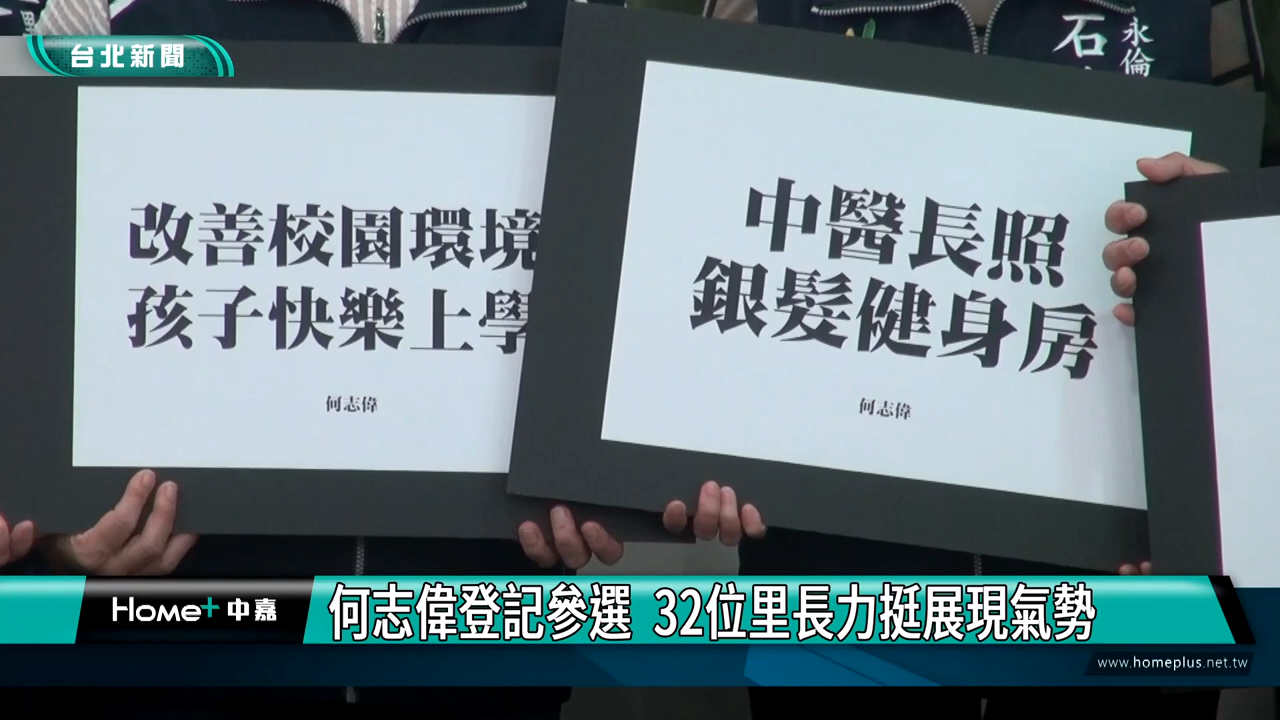 台北新聞
永倫
石
改善校園環境
孩子快樂上學
何志偉
中醫長照
銀髮健身房
何志偉
Home+中嘉
何志偉登記參選 32位里長力挺展現氣勢
www.homeplus.net.tw